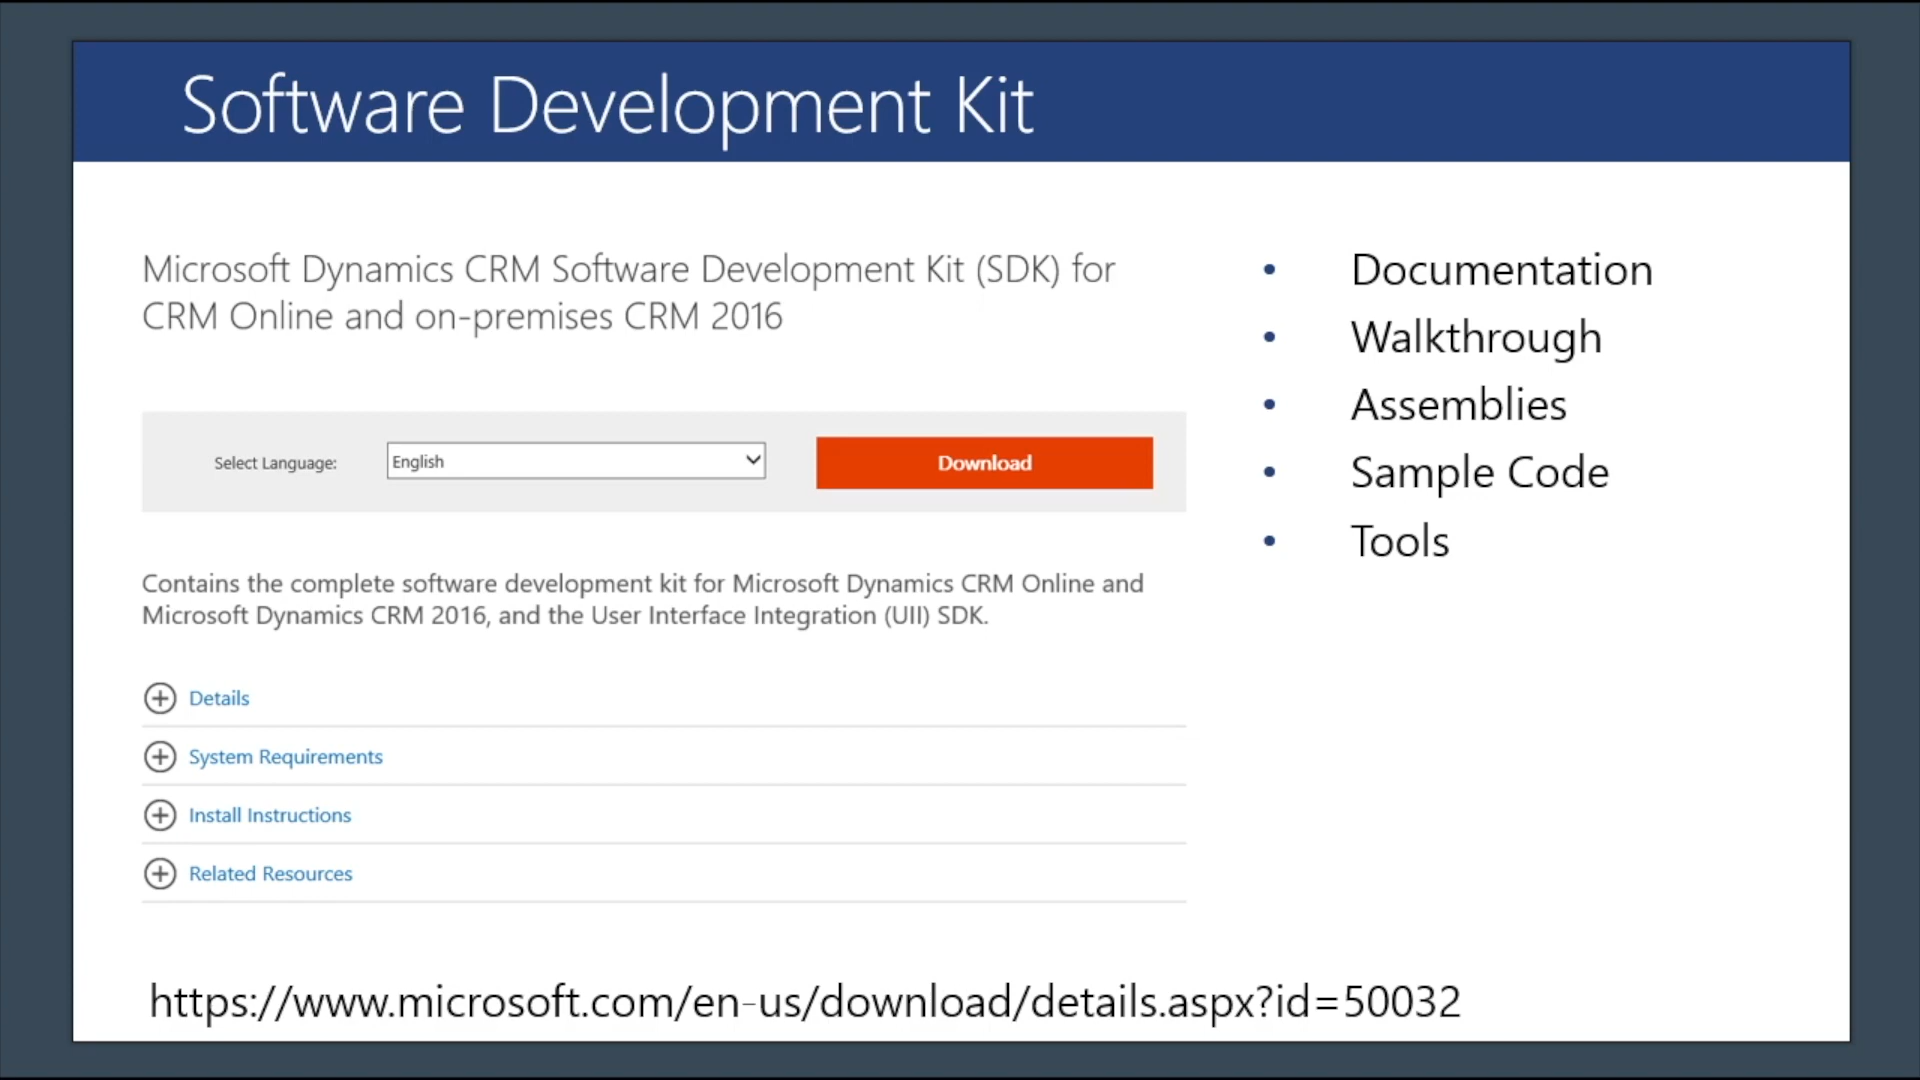 Software Development Kit
Microsoft Dynamics CRM Software Development Kit (SDK) for
CRM Online and on-premises CRM 2016
Select Language:
English
Download
Contains the complete software development kit for Microsoft Dynamics CRM Online and
Microsoft Dynamics CRM 2016, and the User Interface Integration (UII) SDK.
Details
System Requirements
Install Instructions
Related Resources
• Documentation
• Walkthrough
• Assemblies
• Sample Code
• Tools
https://www.microsoft.com/en-us/download/details.aspx?id=50032